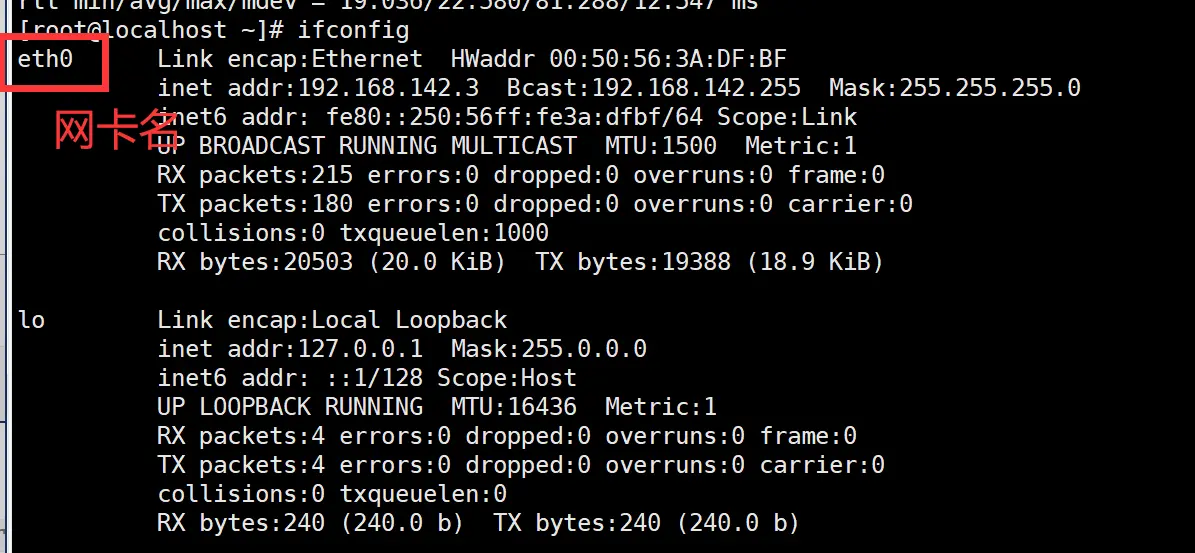 rtt min/avg/max/mdev = 19.036/22.580/81.288/12.547 ms
[root@localhost ~]# ifconfig
eth0      Link encap:Ethernet  HWaddr 00:50:56:3A:DF:BF
inet addr:192.168.142.3  Bcast:192.168.142.255  Mask:255.255.255.0
inet6 addr: fe80::250:56ff:fe3a:dfbf/64 Scope:Link
网卡名
UP BROADCAST RUNNING MULTICAST  MTU:1500  Metric:1
RX packets:215 errors:0 dropped:0 overruns:0 frame:0
TX packets:180 errors:0 dropped:0 overruns:0 carrier:0
collisions:0 txqueuelen:1000
RX bytes:20503 (20.0 KiB)  TX bytes:19388 (18.9 KiB)
lo        Link encap:Local Loopback
inet addr:127.0.0.1  Mask:255.0.0.0
inet6 addr: ::1/128 Scope:Host
UP LOOPBACK RUNNING  MTU:16436  Metric:1
RX packets:4 errors:0 dropped:0 overruns:0 frame:0
TX packets:4 errors:0 dropped:0 overruns:0 carrier:0
collisions:0 txqueuelen:0
RX bytes:240 (240.0 b)  TX bytes:240 (240.0 b)